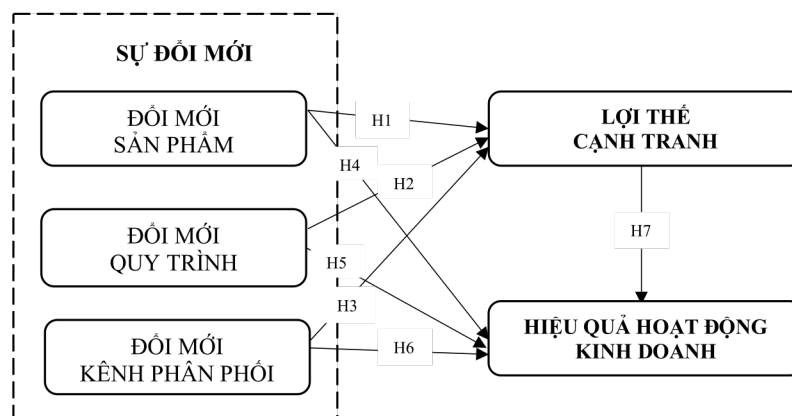 SỰ ĐỔI MỚI
ĐỔI MỚI
SẢN PHẨM
ĐỔI MỚI
QUY TRÌNH
ĐỔI MỚI
KÊNH PHÂN PHỐI
H1
H4
H2
H5
H3
H6
LỢI THẾ
CẠNH TRANH
H7
HIỆU QUẢ HOẠT ĐỘNG
KINH DOANH